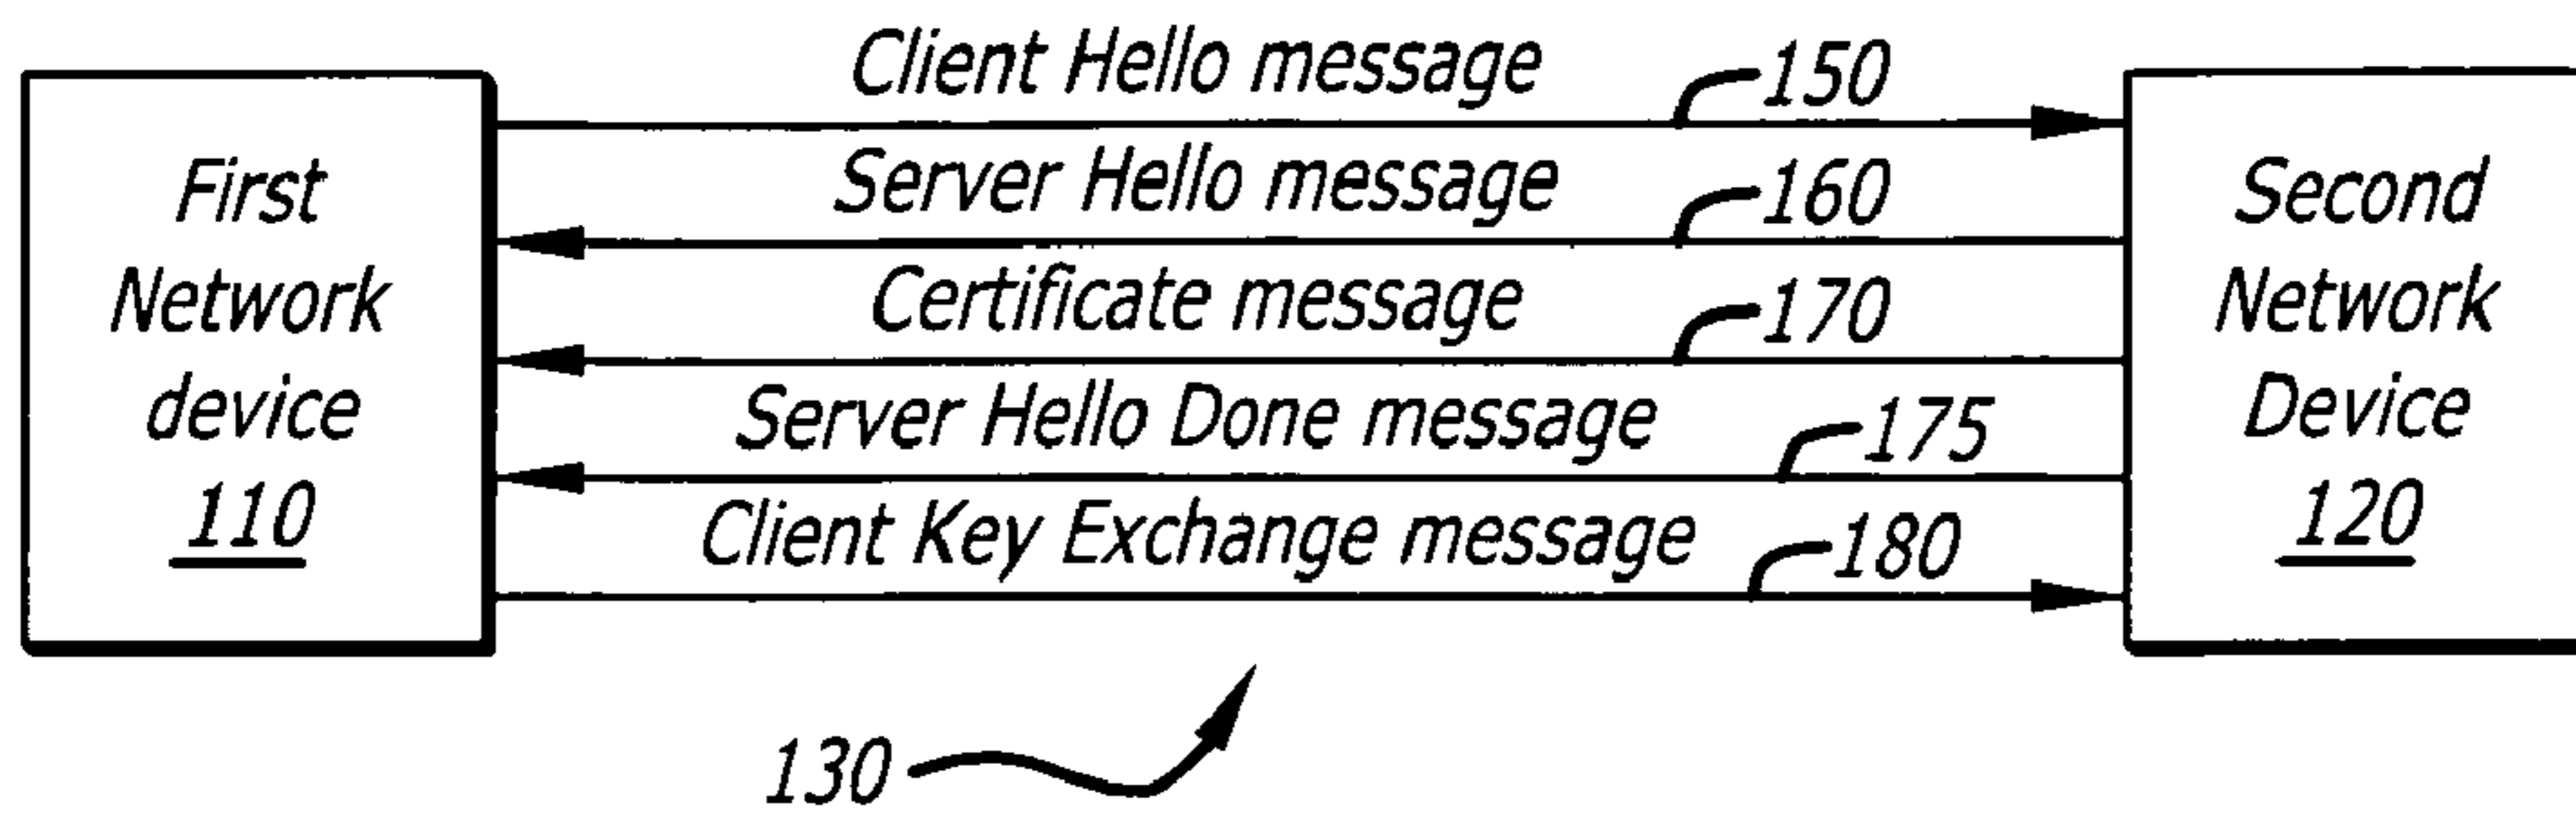 Client Hello message
150
First
Network
device
110
Server Hello message
160
Certificate message
170
Server Hello Done message
175
Client Key Exchange message
180
Second
Network
Device
120
130